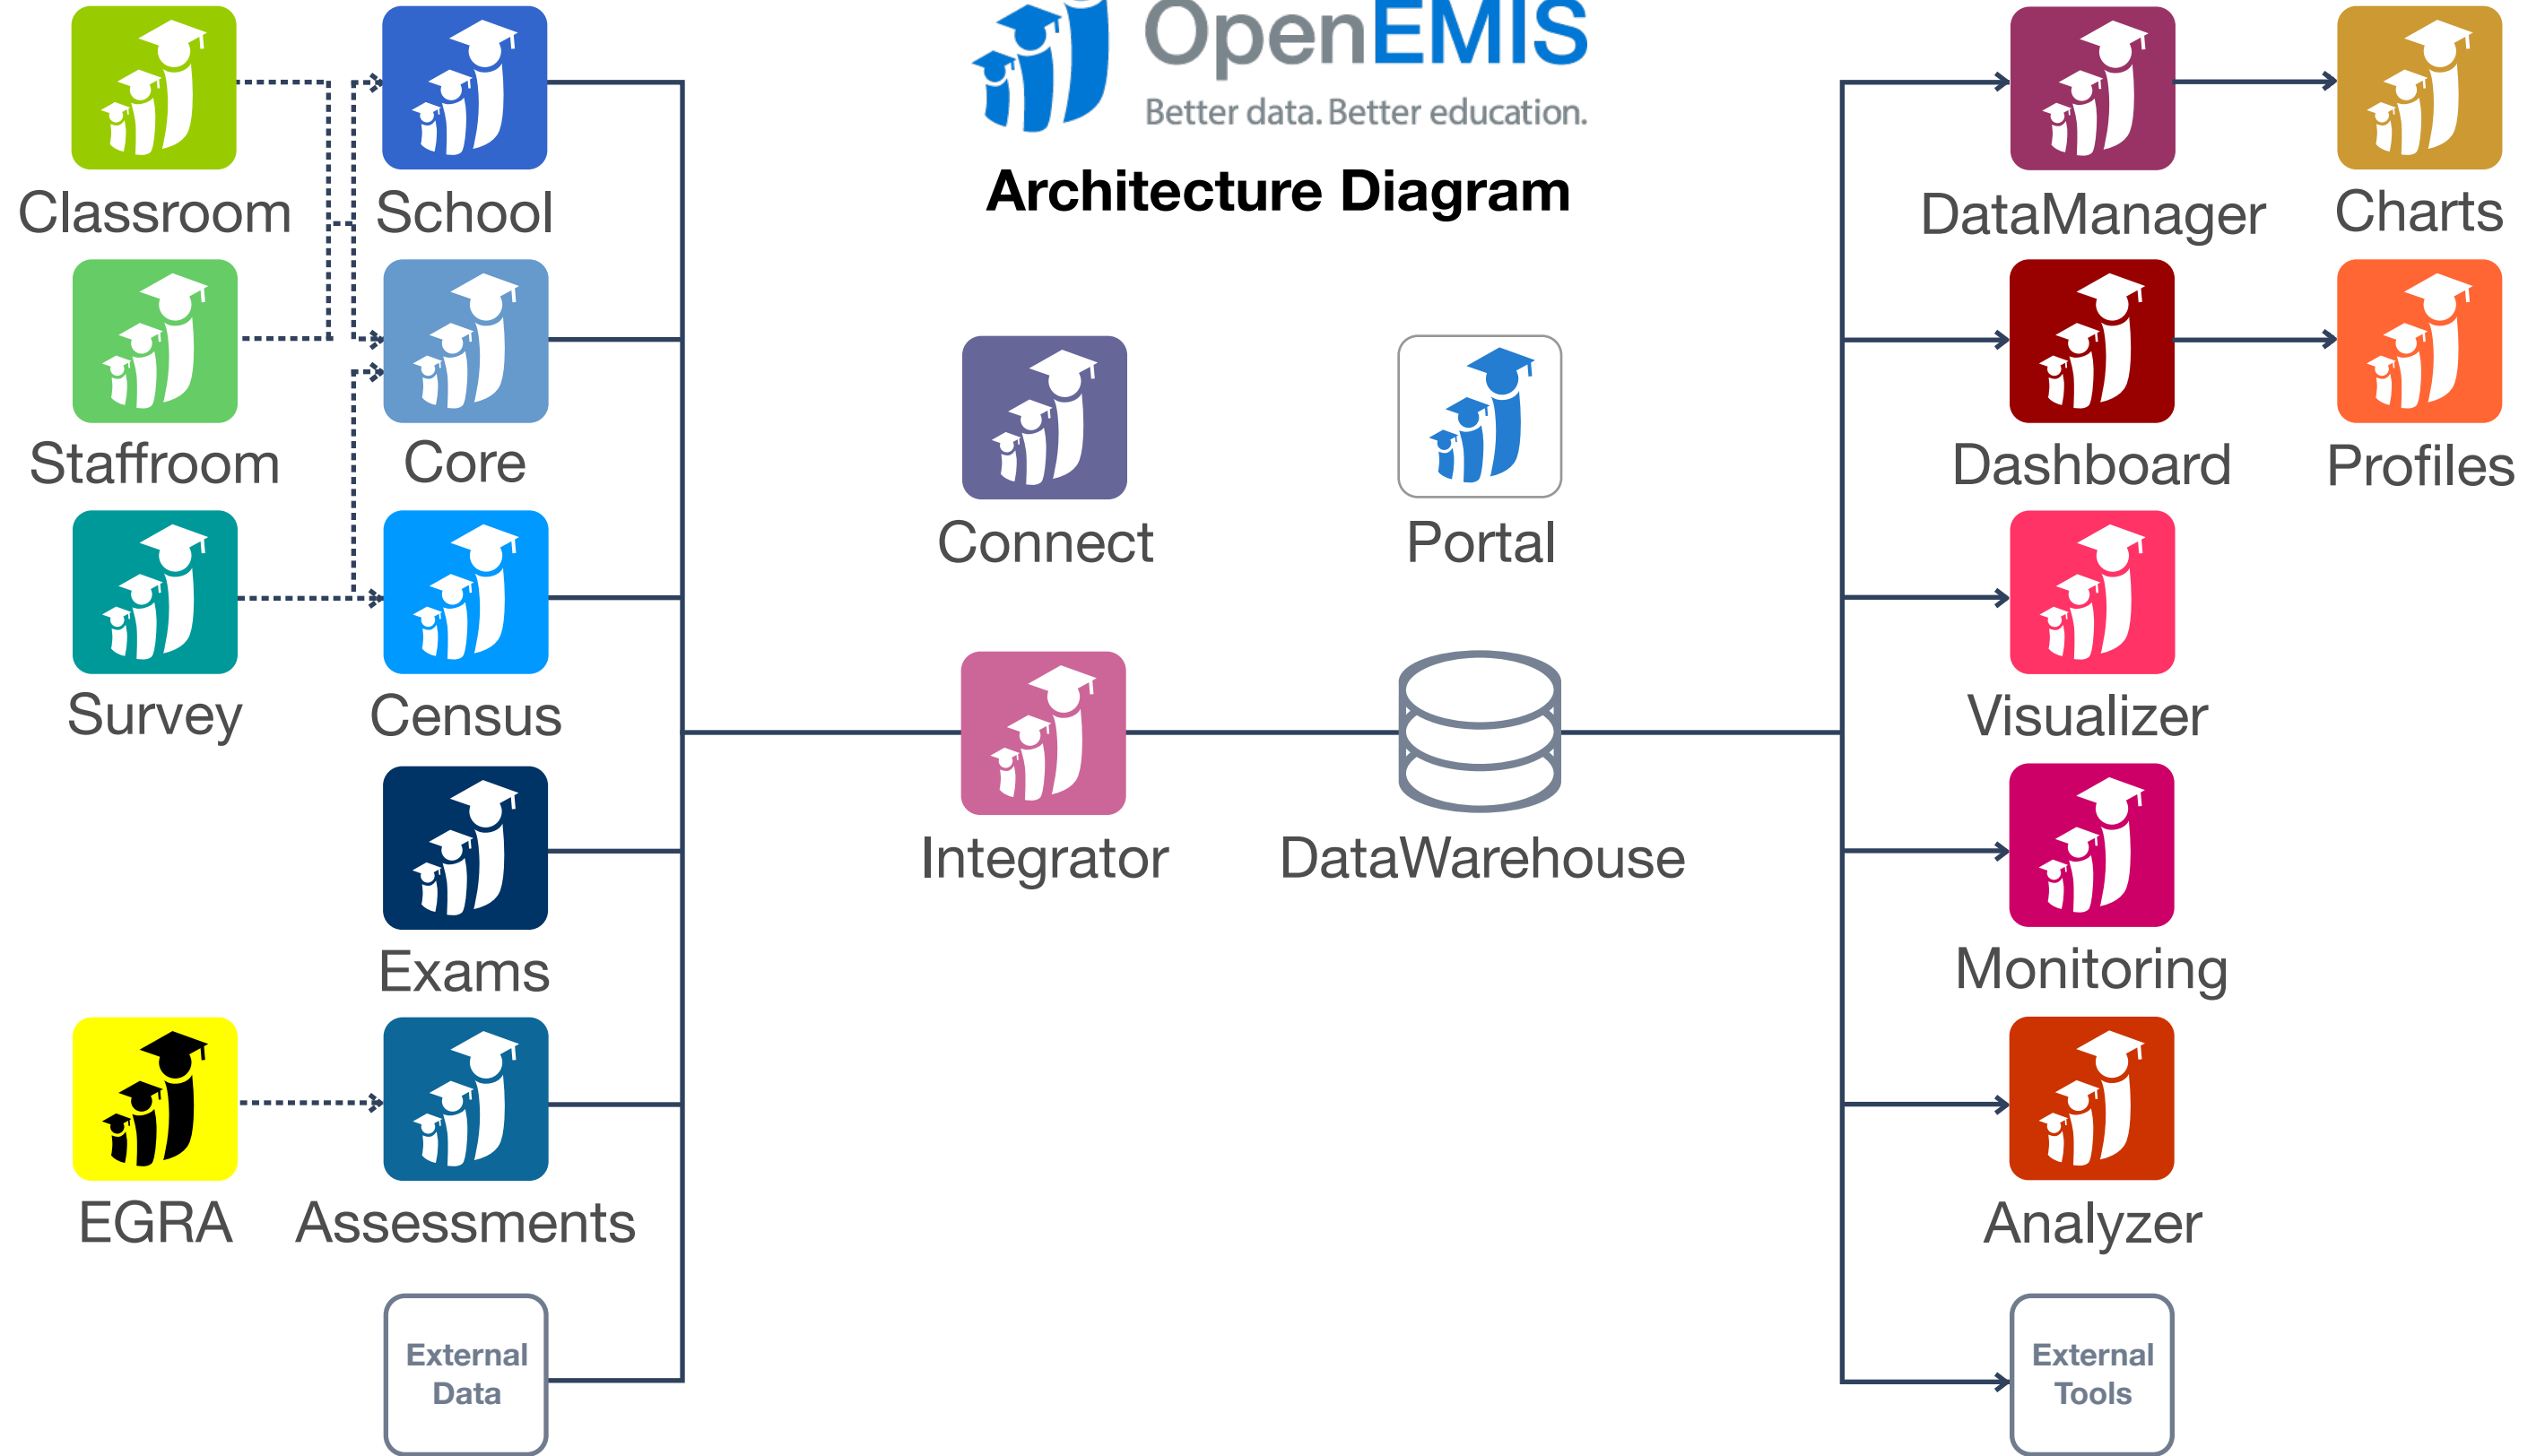 OpenEMIS
Better data. Better education.
Architecture Diagram
Classroom
School
Staffroom
Core
Survey
Census
Exams
EGRA
Assessments
External
Data
Connect
Portal
Integrator
DataWarehouse
DataManager
Charts
Dashboard
Profiles
Visualizer
Monitoring
Analyzer
External
Tools